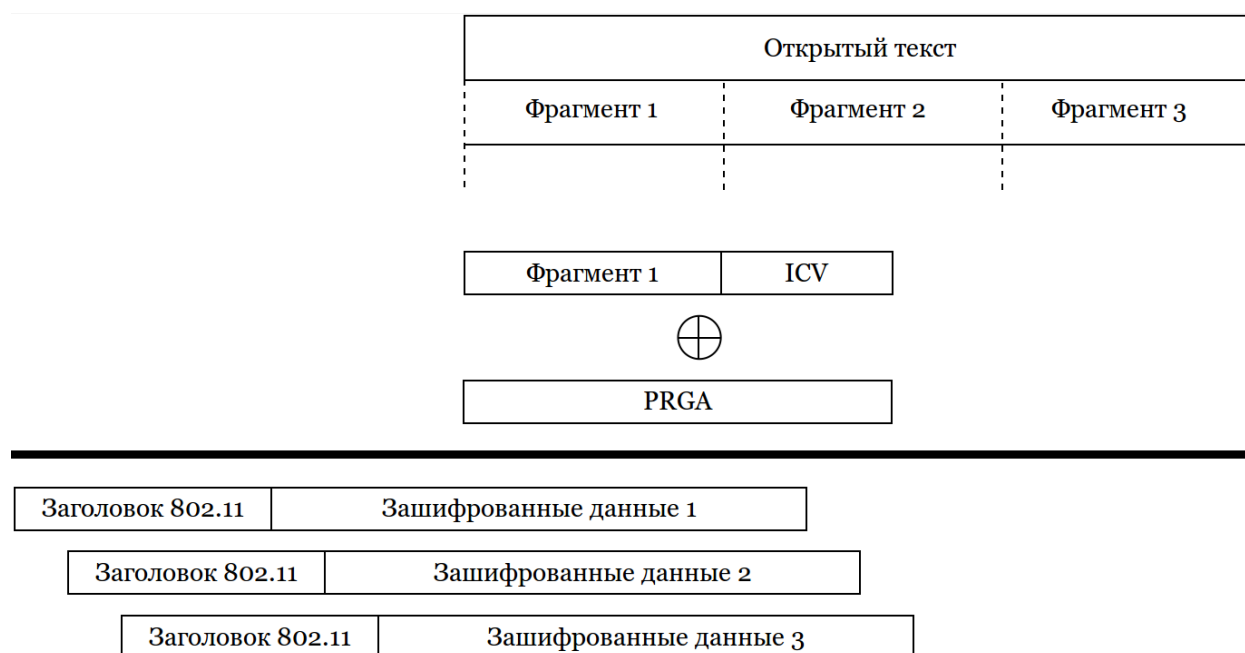 Открытый текст
Фрагмент 1 Фрагмент 2 Фрагмент 3
Фрагмент 1 ICV
PRGA
Заголовок 802.11 Зашифрованные данные 1
Заголовок 802.11 Зашифрованные данные 2
Заголовок 802.11 Зашифрованные данные 3